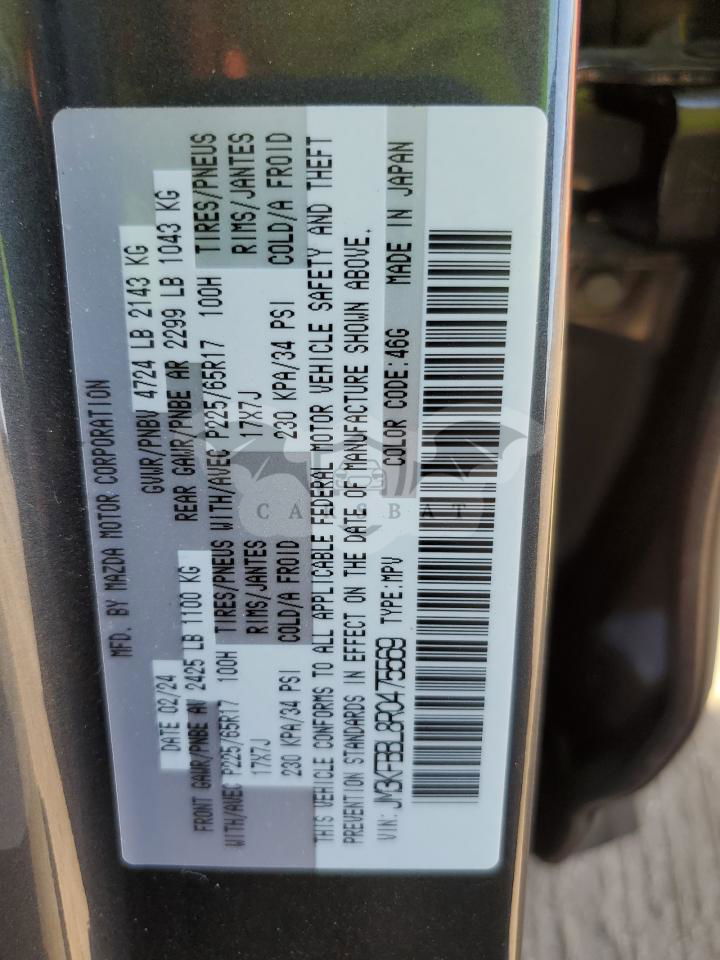 MFD. BY MAZDA MOTOR CORPORATION
DATE 02/24 GVWR/PNBV 4724 LB 2143 KG
FRONT GAWR/PNBE AV 2425 LB 1100 KG REAR GAWR/PNBE AR 2299 LB 1043 KG
WITH/AVEC P225/65R17 100H TIRES/PNEUS WITH/AVEC P225/65R17 100H TIRES/PNEUS
17X7J RIMS/JANTES 17X7J RIMS/JANTES
230 KPA/34 PSI COLD/A FROID 230 KPA/34 PSI COLD/A FROID
THIS VEHICLE CONFORMS TO ALL APPLICABLE FEDERAL MOTOR VEHICLE SAFETY AND THEFT
PREVENTION STANDARDS IN EFFECT ON THE DATE OF MANUFACTURE SHOWN ABOVE.
VIN: JM3KFBBL8R0475569 TYPE:MPV COLOR CODE:46G MADE IN JAPAN
CARSBAT